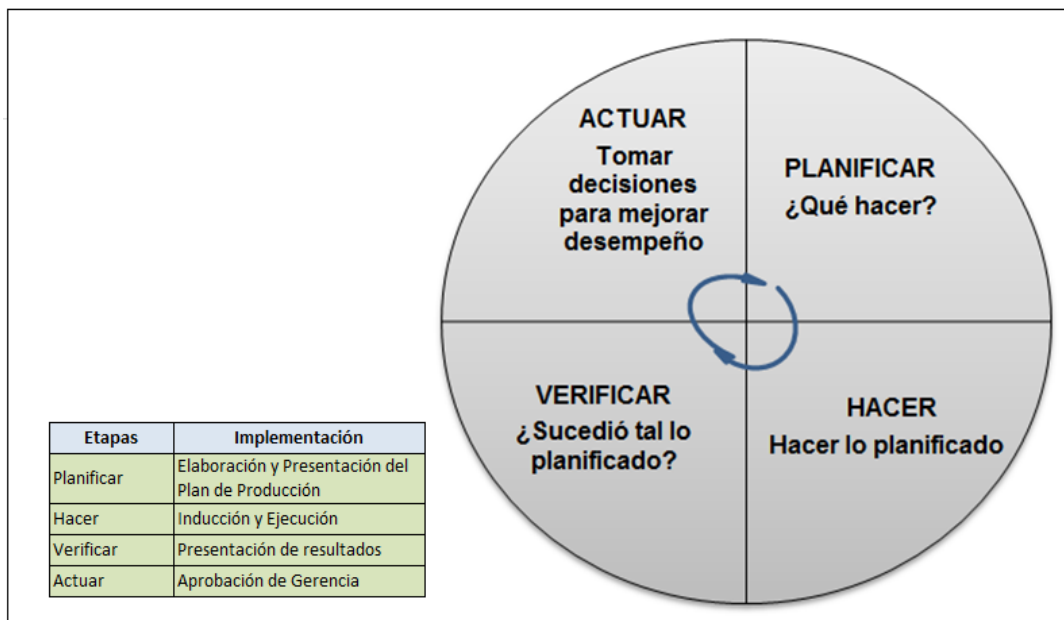 ACTUAR
Tomar
decisiones
para mejorar
desempeño
PLANIFICAR
¿Qué hacer?
VERIFICAR
¿Sucedió tal lo
planificado?
HACER
Hacer lo planificado
Etapas Implementación
Planificar Elaboración y Presentación del
Plan de Producción
Hacer Inducción y Ejecución
Verificar Presentación de resultados
Actuar Aprobación de Gerencia